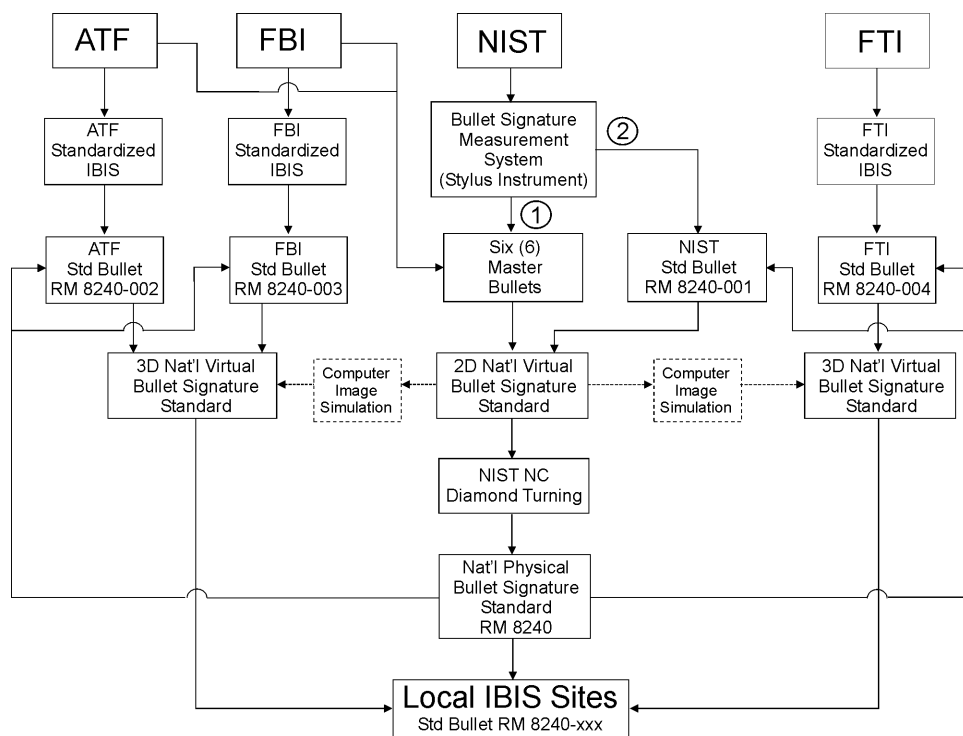 ATF
FBI
NIST
FTI
ATF
Standardized
IBIS
FBI
Standardized
IBIS
Bullet Signature
Measurement
System
(Stylus Instrument)
2
FTI
Standardized
IBIS
1
ATF
Std Bullet
RM 8240-002
FBI
Std Bullet
RM 8240-003
Six (6)
Master
Bullets
NIST
Std Bullet
RM 8240-001
FTI
Std Bullet
RM 8240-004
3D Nat'l Virtual
Bullet Signature
Standard
Computer
Image
Simulation
2D Nat'l Virtual
Bullet Signature
Standard
Computer
Image
Simulation
3D Nat'l Virtual
Bullet Signature
Standard
NIST NC
Diamond Turning
Nat'l Physical
Bullet Signature
Standard
RM 8240
Local IBIS Sites
Std Bullet RM 8240-xxx